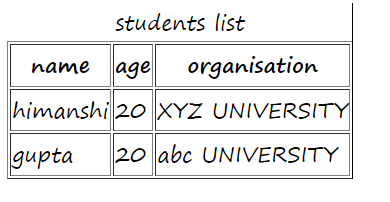 students list
name age organisation
himanshi 20 XYZ UNIVERSITY
gupta 20 abc UNIVERSITY